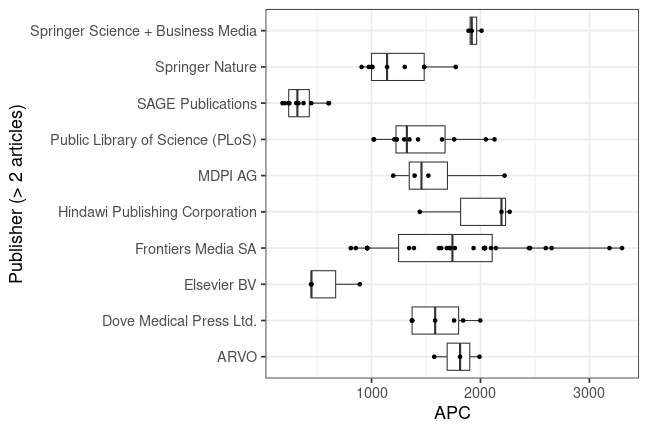 Publisher (> 2 articles)
Springer Science + Business Media
Springer Nature
SAGE Publications
Public Library of Science (PLoS)
MDPI AG
Hindawi Publishing Corporation
Frontiers Media SA
Elsevier BV
Dove Medical Press Ltd.
ARVO
1000 2000 3000
APC